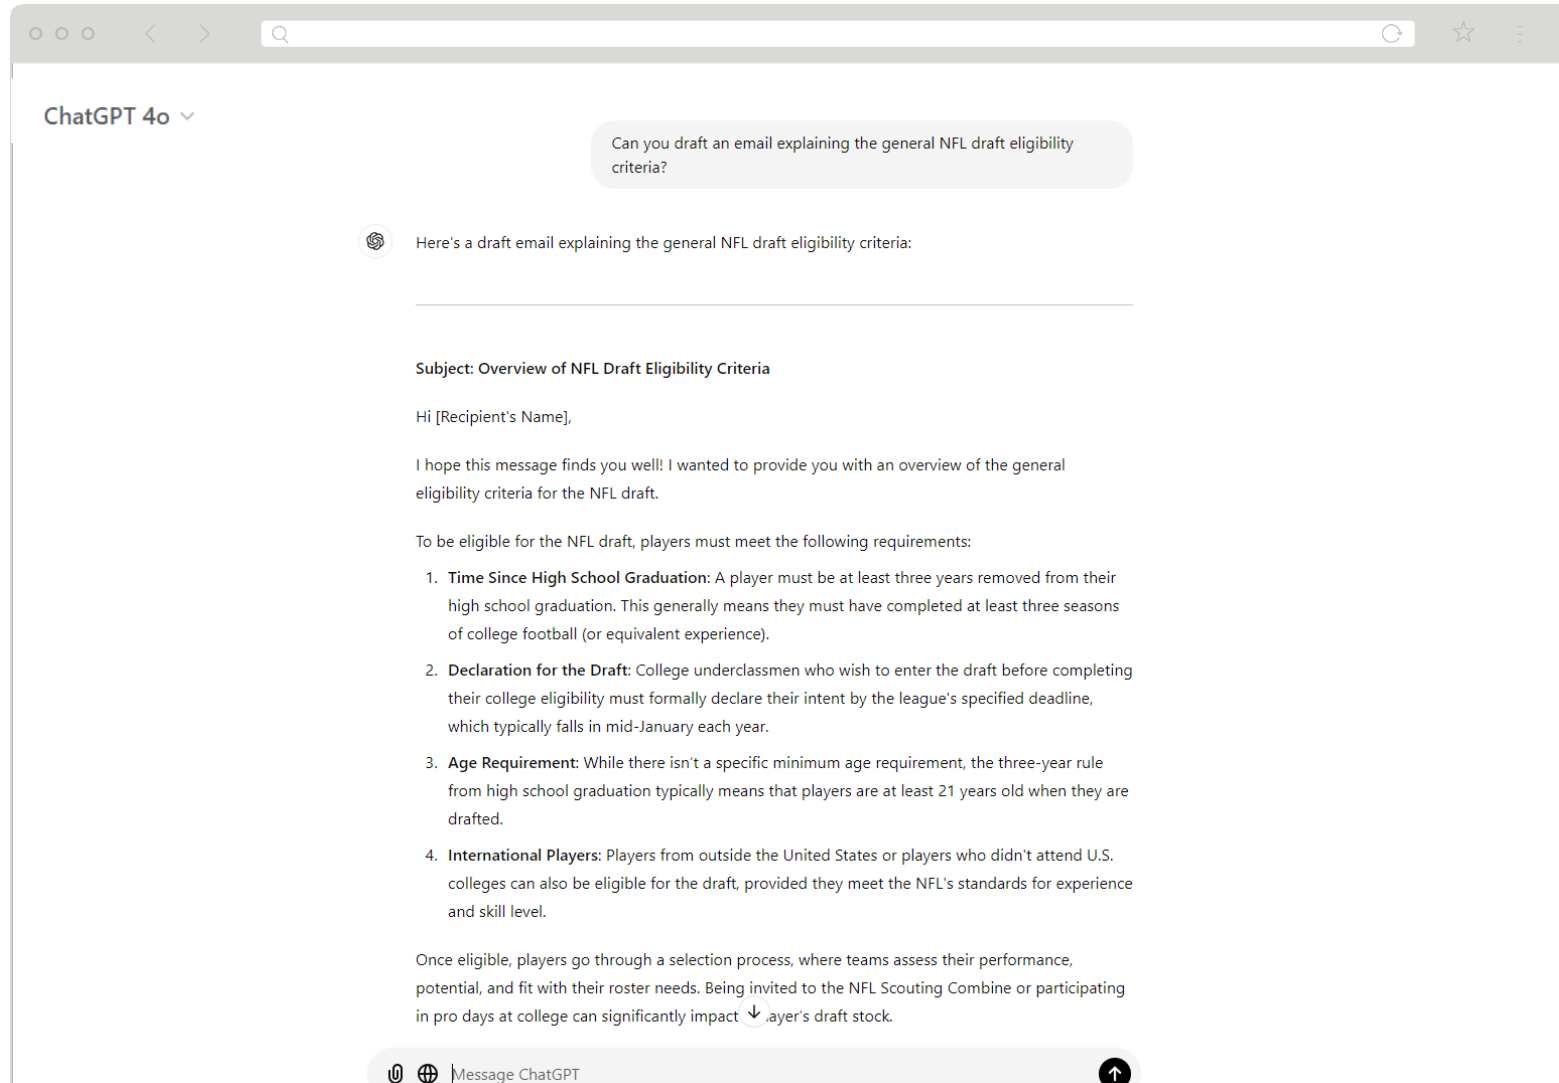 ChatGPT 4o
Can you draft an email explaining the general NFL draft eligibility
criteria?
Here's a draft email explaining the general NFL draft eligibility criteria:
Subject: Overview of NFL Draft Eligibility Criteria
Hi [Recipient's Name],
I hope this message finds you well! I wanted to provide you with an overview of the general
eligibility criteria for the NFL draft.
To be eligible for the NFL draft, players must meet the following requirements:
1. Time Since High School Graduation: A player must be at least three years removed from their
high school graduation. This generally means they must have completed at least three seasons
of college football (or equivalent experience).
2. Declaration for the Draft: College underclassmen who wish to enter the draft before completing
their college eligibility must formally declare their intent by the league's specified deadline,
which typically falls in mid-January each year.
3. Age Requirement: While there isn't a specific minimum age requirement, the three-year rule
from high school graduation typically means that players are at least 21 years old when they are
drafted.
4. International Players: Players from outside the United States or players who didn't attend U.S.
colleges can also be eligible for the draft, provided they meet the NFL's standards for experience
and skill level.
Once eligible, players go through a selection process, where teams assess their performance,
potential, and fit with their roster needs. Being invited to the NFL Scouting Combine or participating
in pro days at college can significantly impact ayer's draft stock.
Message ChatGPT